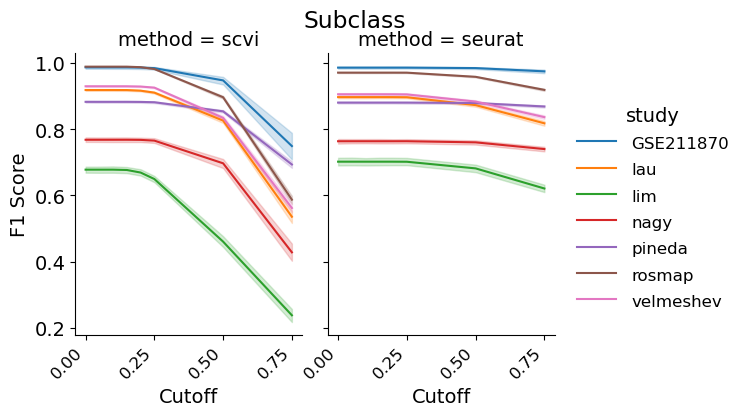 Subclass
method = scvi
method = seurat
F1 Score
1.0
0.8
0.6
0.4
0.2
0.00
0.25
0.50
0.75
0.00
0.25
0.50
0.75
Cutoff
Cutoff
study
GSE211870
lau
lim
nagy
pineda
rosmap
velmeshev